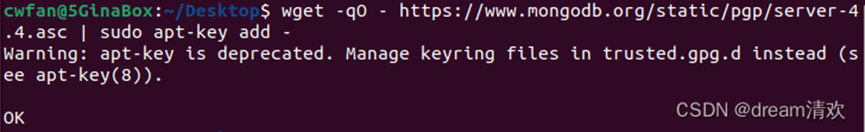 cwfan@5GinaBox:~/Desktop$ wget -qO - https://www.mongodb.org/static/pgp/server-4
.4.asc | sudo apt-key add -
Warning: apt-key is deprecated. Manage keyring files in trusted.gpg.d instead (s
ee apt-key(8)).
OK
CSDN @dream清欢